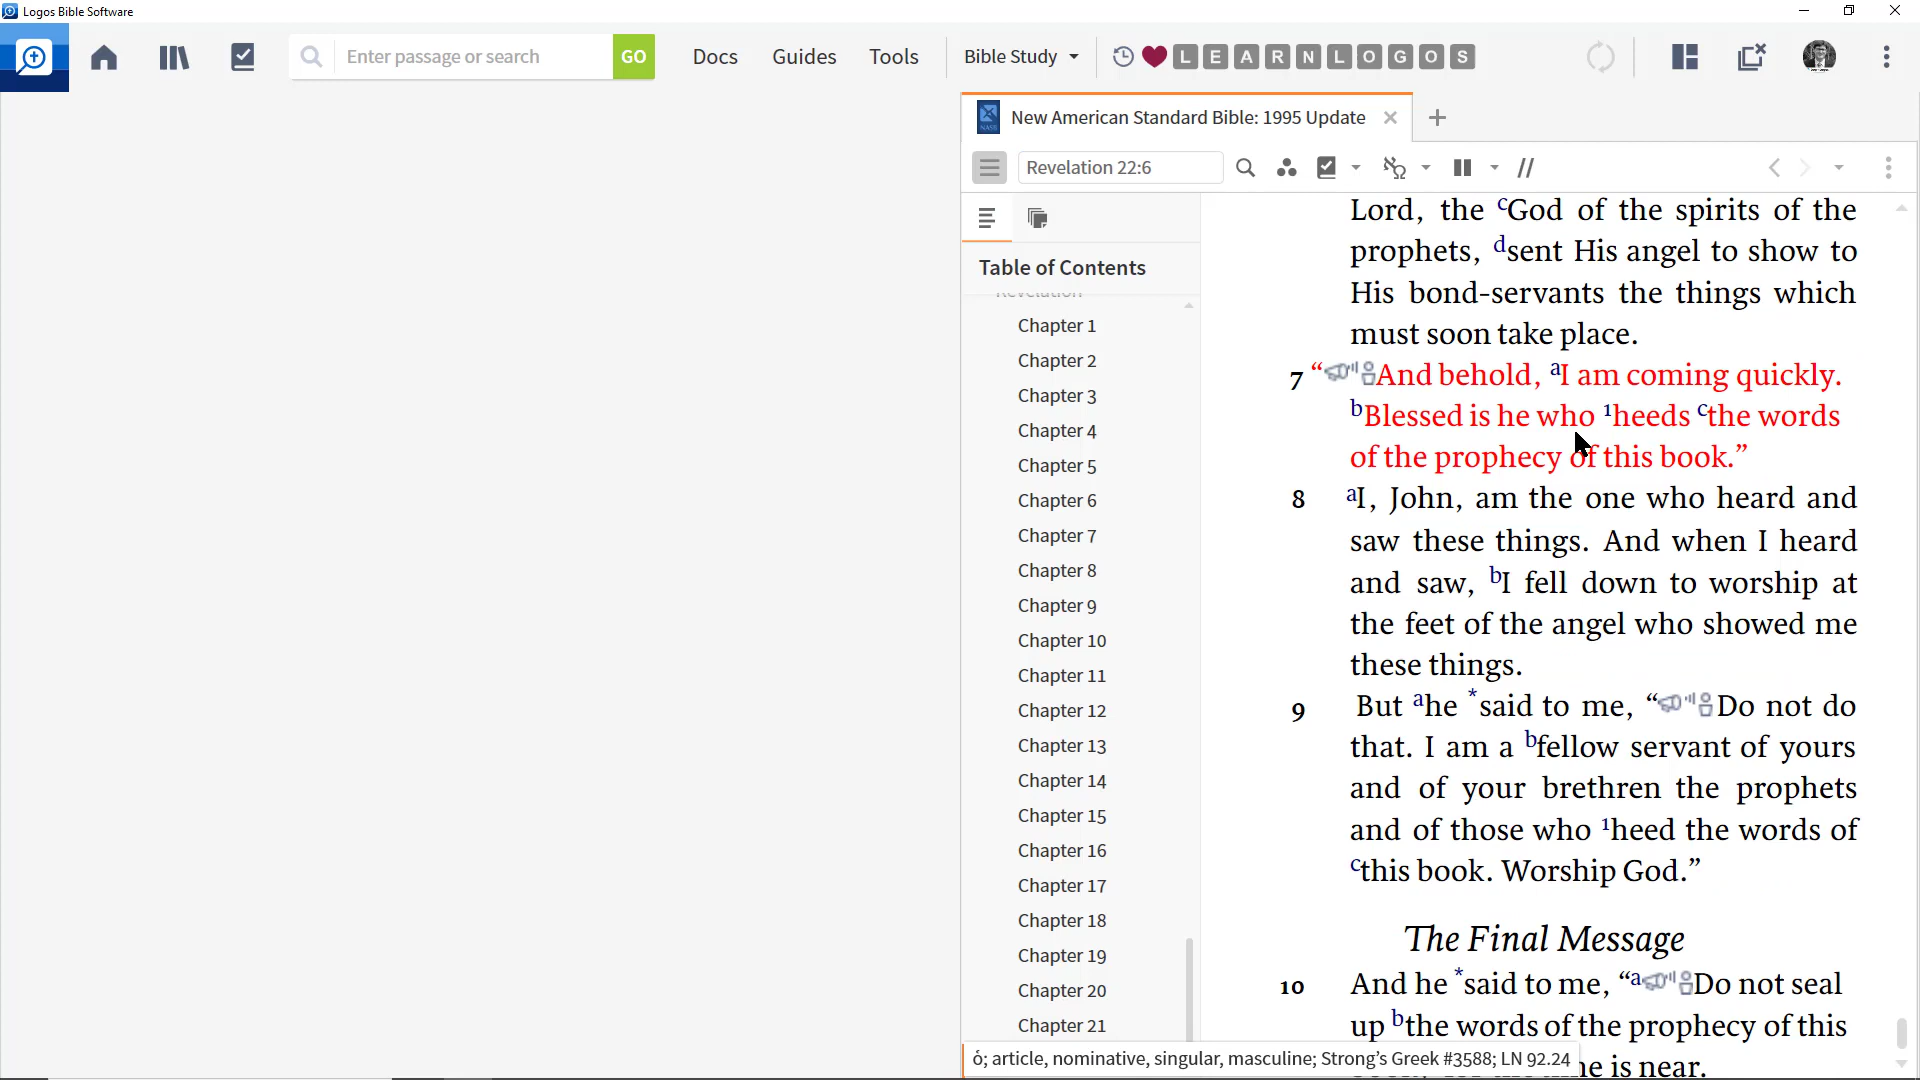 Logos Bible Software
Enter passage or search
GO
Docs
Guides
Tools
Bible Study
L E A R N L O G O S
New American Standard Bible: 1995 Update
Revelation 22:6
Table of Contents
Revelation
Chapter 1
Chapter 2
Chapter 3
Chapter 4
Chapter 5
Chapter 6
Chapter 7
Chapter 8
Chapter 9
Chapter 10
Chapter 11
Chapter 12
Chapter 13
Chapter 14
Chapter 15
Chapter 16
Chapter 17
Chapter 18
Chapter 19
Chapter 20
Chapter 21
Lord, the cGod of the spirits of the
prophets, dsent His angel to show to
His bond-servants the things which
must soon take place.
7 “And behold, aI am coming quickly.
bBlessed is he who 1heeds cthe words
of the prophecy of this book.”
8 aI, John, am the one who heard and
saw these things. And when I heard
and saw, bI fell down to worship at
the feet of the angel who showed me
these things.
9 But ahe *said to me, “Do not do
that. I am a bfellow servant of yours
and of your brethren the prophets
and of those who 1heed the words of
cthis book. Worship God.”
The Final Message
10 And he *said to me, “aDo not seal
up bthe words of the prophecy of this
ne is near.
ὁ; article, nominative, singular, masculine; Strong’s Greek #3588; LN 92.24